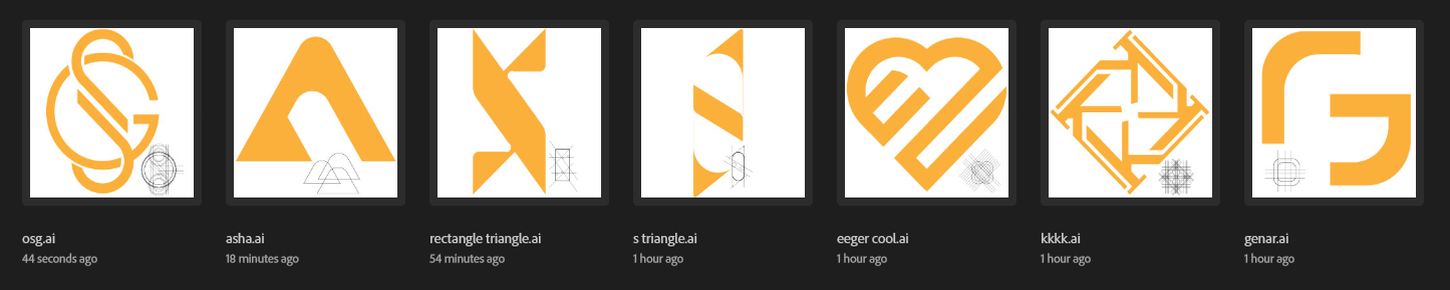 osg.ai
44 seconds ago
asha.ai
18 minutes ago
rectangle triangle.ai
54 minutes ago
s triangle.ai
1 hour ago
eeger cool.ai
1 hour ago
kkkk.ai
1 hour ago
genar.ai
1 hour ago